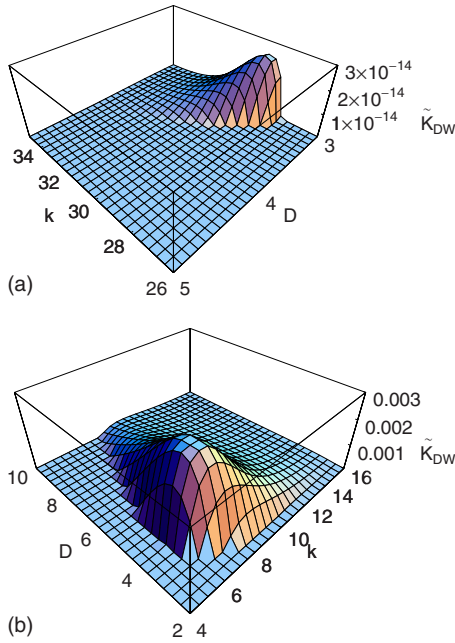 3×10⁻¹⁴
2×10⁻¹⁴
1×10⁻¹⁴ K̃DW
34 3
32
k 30 4 D
28
(a) 26 5
0.003
0.002
0.001 K̃DW
10 16
8 14
D 6 12
4 10 k
8
6
(b) 2 4